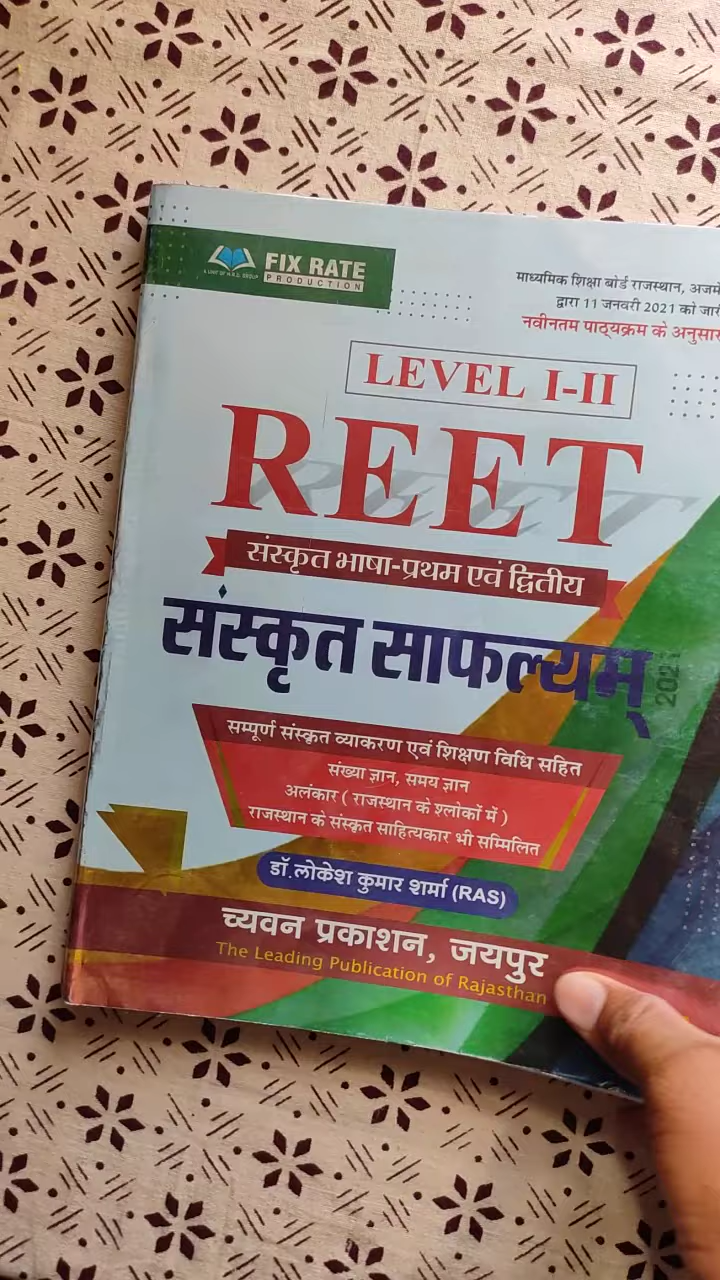 FIX RATE
PRODUCTION
माध्यमिक शिक्षा बोर्ड राजस्थान,
द्वारा 11 जनवरी 2021 को
नवीनतम पाठ्यक्रम के अनुसार
LEVEL I-II
REET
संस्कृत भाषा-प्रथम एवं द्वितीय
संस्कृत साफल्यम्
2021
सम्पूर्ण संस्कृत व्याकरण एवं शिक्षण विधि सहित
संख्या ज्ञान, समय ज्ञान
अलंकार ( राजस्थान के श्लोकों में )
राजस्थान के संस्कृत साहित्यकार भी सम्मिलित
डॉ.लोकेश कुमार शर्मा (RAS)
च्यवन प्रकाशन, जयपुर
The Leading Publication of Rajasthan